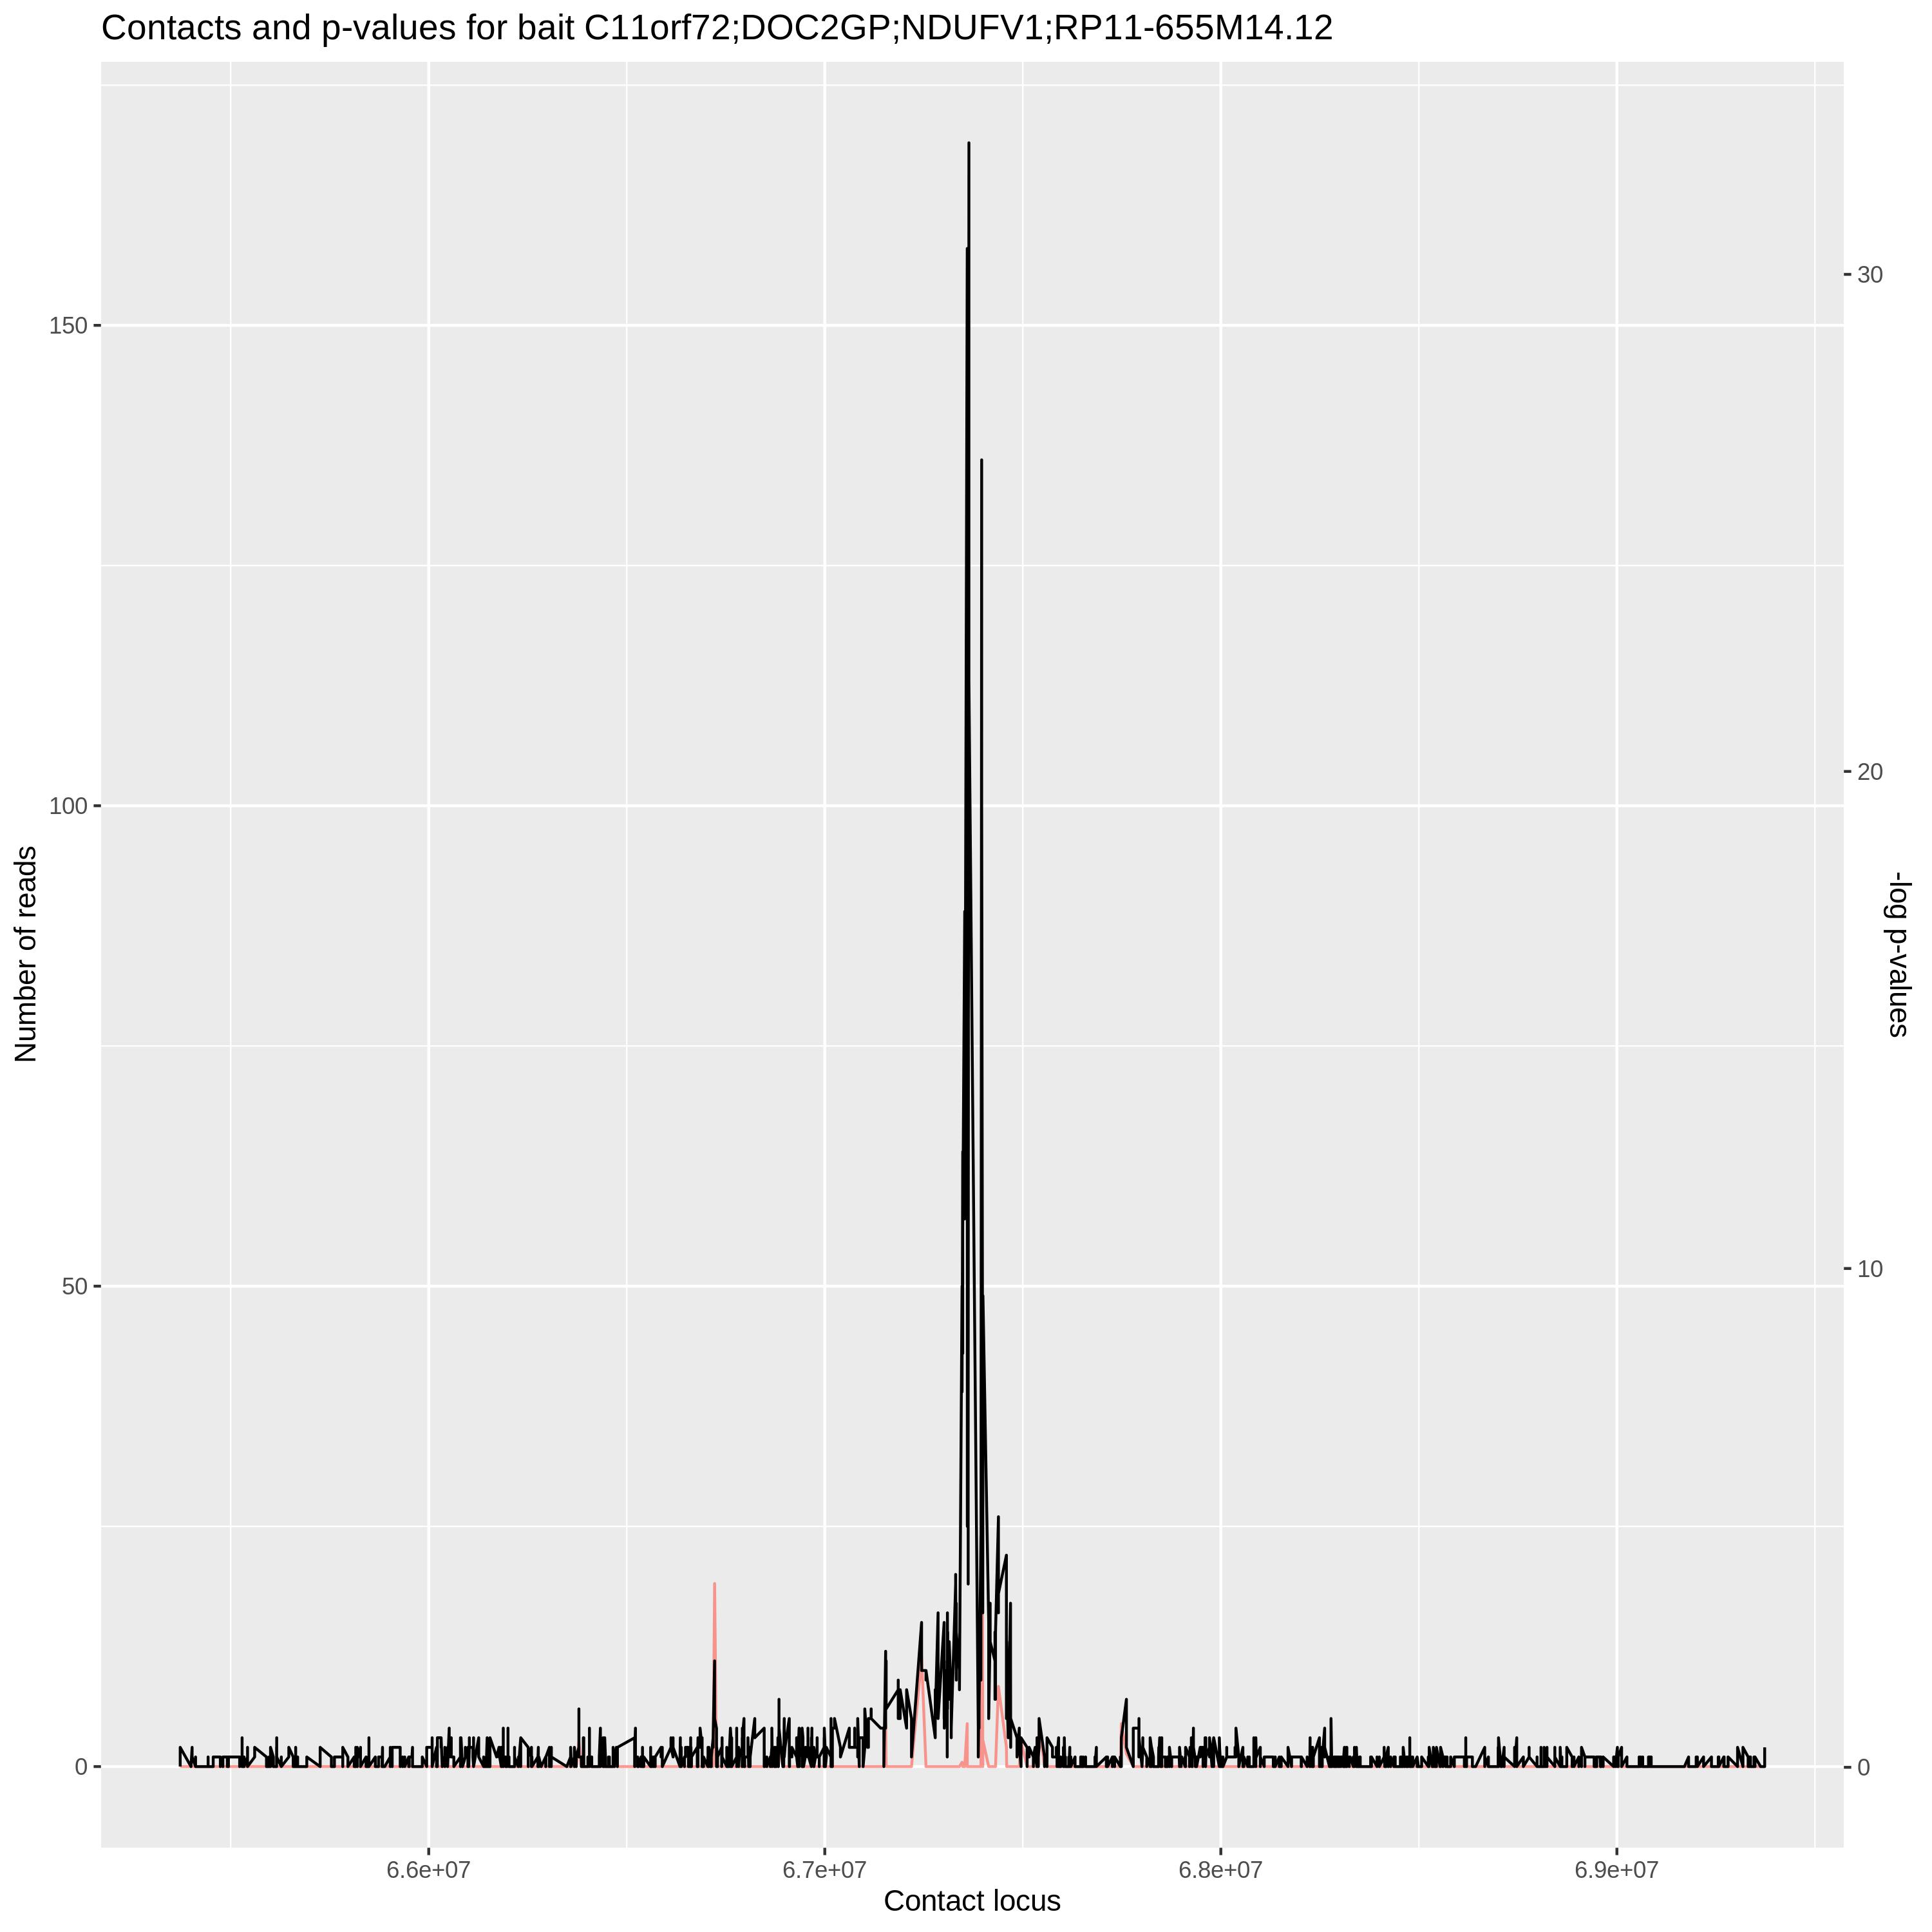 Contacts and p-values for bait C11orf72;DOC2GP;NDUFV1;RP11-655M14.12
150
100
50
0
Number of reads
30
20
10
0
-log p-values
6.6e+07 6.7e+07 6.8e+07 6.9e+07
Contact locus